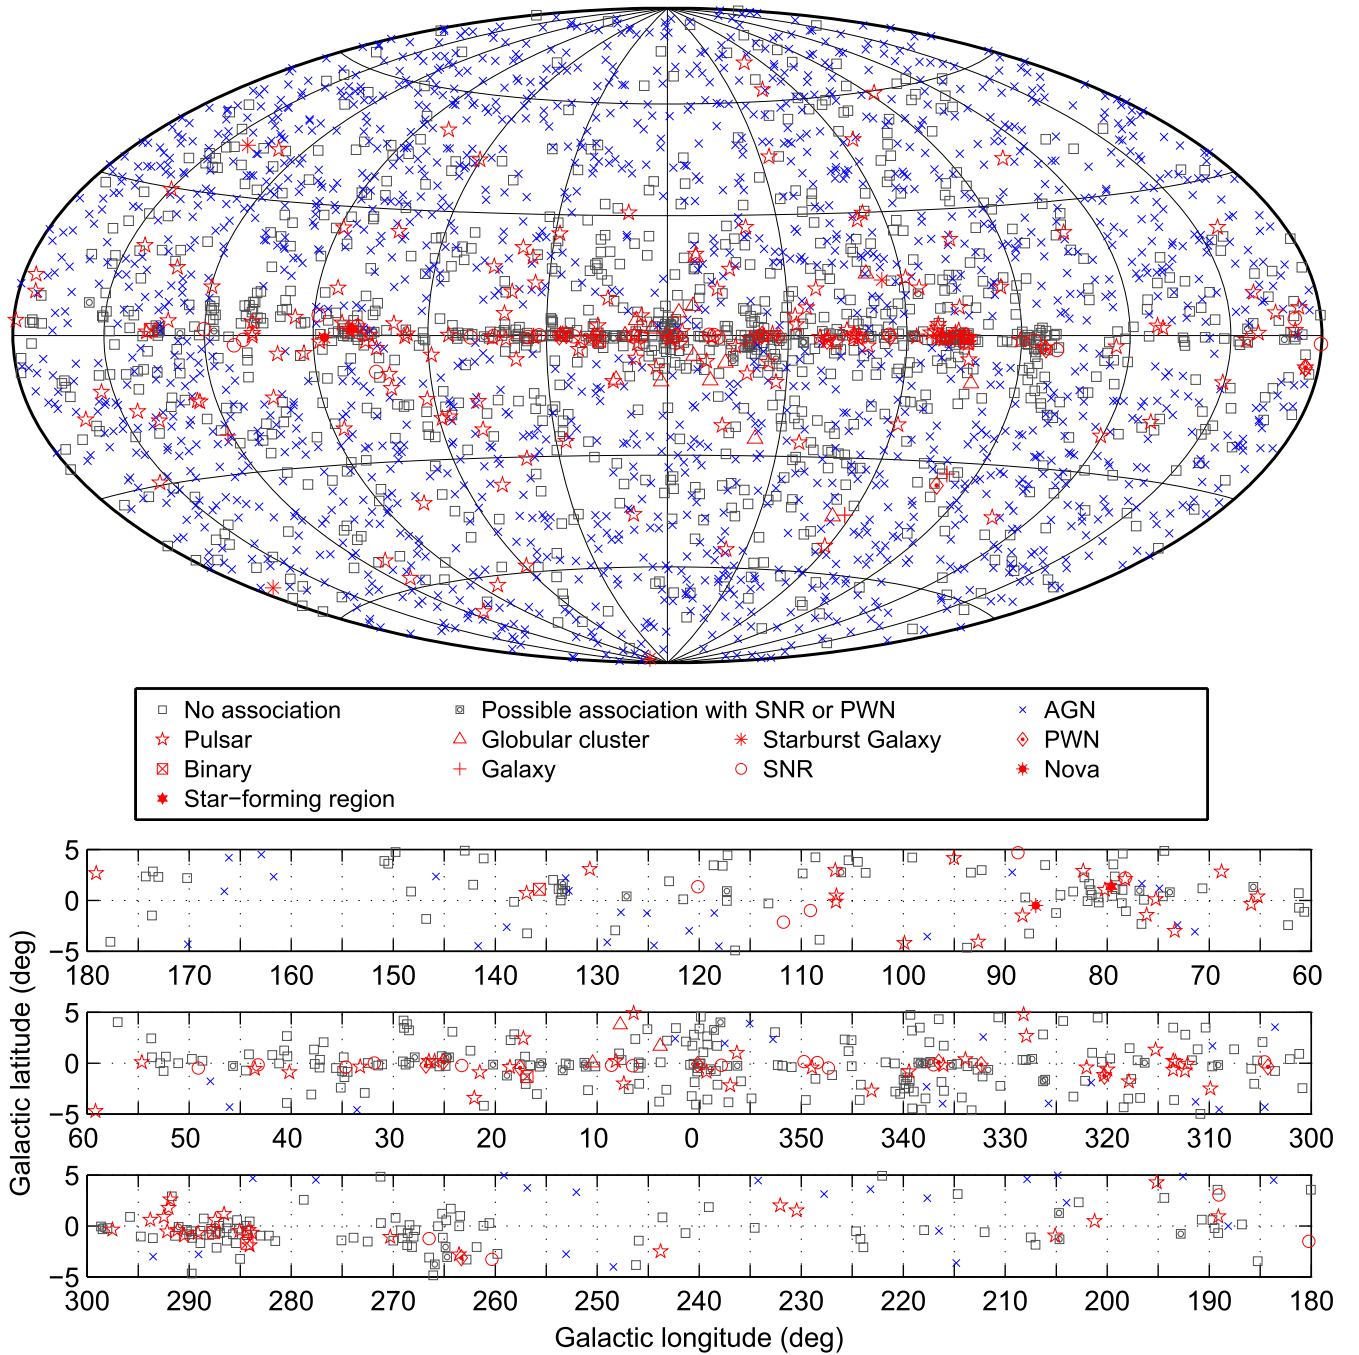 No association
Possible association with SNR or PWN
AGN
Pulsar
Globular cluster
Starburst Galaxy
PWN
Binary
Galaxy
SNR
Nova
Star−forming region
Galactic latitude (deg)
5
0
−5
180 170 160 150 140 130 120 110 100 90 80 70 60
5
0
−5
60 50 40 30 20 10 0 350 340 330 320 310 300
5
0
−5
300 290 280 270 260 250 240 230 220 210 200 190 180
Galactic longitude (deg)